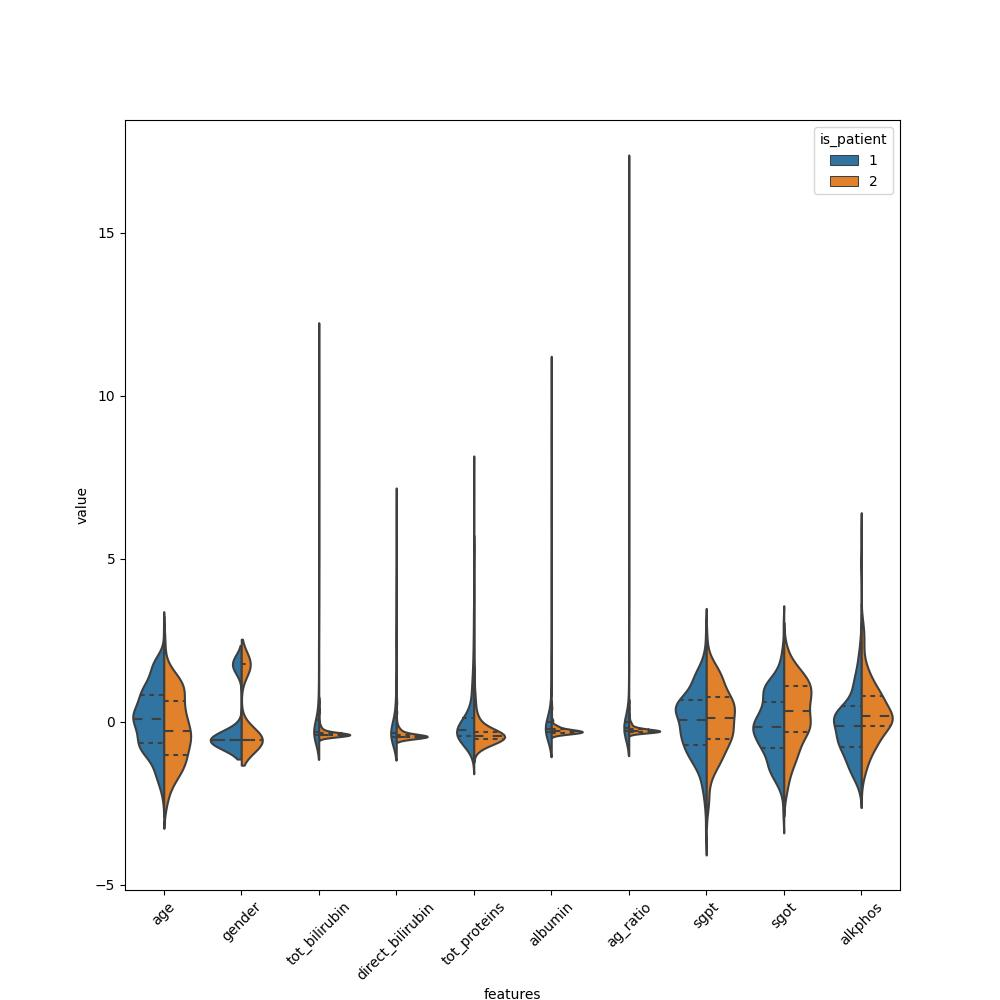 is_patient
1
2
15
10
5
0
−5
value
age
gender
tot_bilirubin
direct_bilirubin
tot_proteins
albumin
ag_ratio
sgpt
sgot
alkphos
features